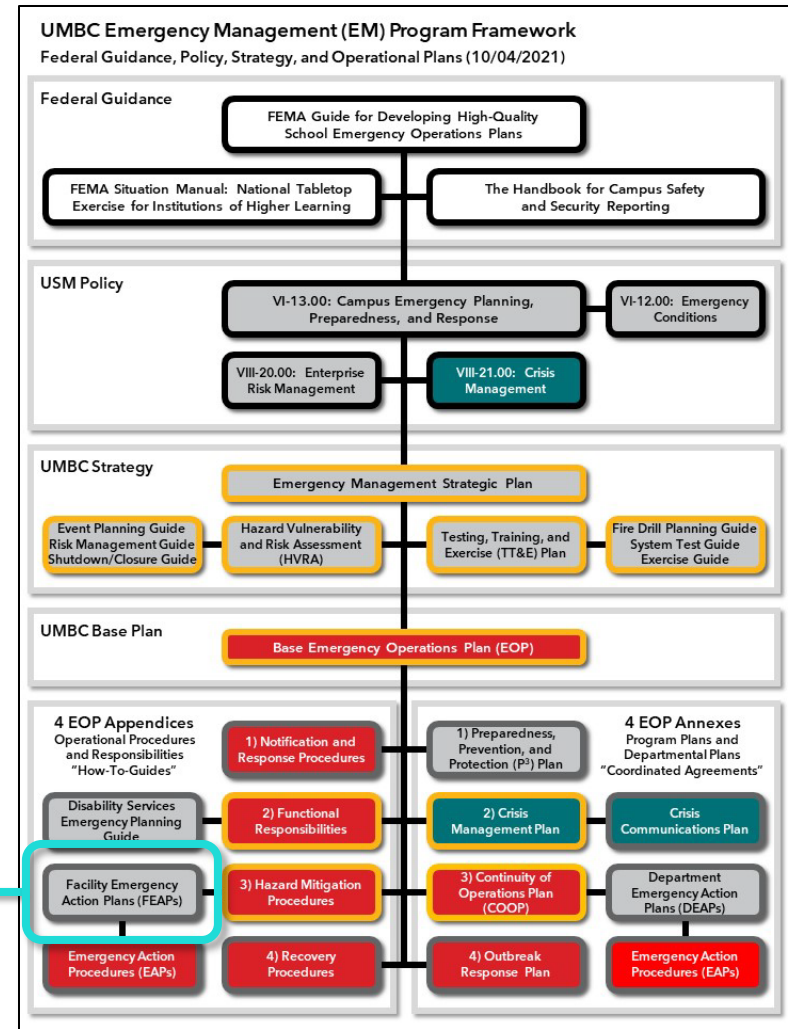 UMBC Emergency Management (EM) Program Framework
Federal Guidance, Policy, Strategy, and Operational Plans (10/04/2021)
Federal Guidance
FEMA Guide for Developing High-Quality
School Emergency Operations Plans
FEMA Situation Manual: National Tabletop
Exercise for Institutions of Higher Learning
The Handbook for Campus Safety
and Security Reporting
USM Policy
VI-13.00: Campus Emergency Planning,
Preparedness, and Response
VI-12.00: Emergency
Conditions
VIII-20.00: Enterprise
Risk Management
VIII-21.00: Crisis
Management
UMBC Strategy
Emergency Management Strategic Plan
Event Planning Guide
Risk Management Guide
Shutdown/Closure Guide
Hazard Vulnerability
and Risk Assessment
(HVRA)
Testing, Training, and
Exercise (TT&E) Plan
Fire Drill Planning Guide
System Test Guide
Exercise Guide
UMBC Base Plan
Base Emergency Operations Plan (EOP)
4 EOP Appendices
Operational Procedures
and Responsibilities
"How-To-Guides"
1) Notification and
Response Procedures
1) Preparedness,
Prevention, and
Protection (P³) Plan
4 EOP Annexes
Program Plans and
Departmental Plans
"Coordinated Agreements"
Disability Services
Emergency Planning
Guide
2) Functional
Responsibilities
2) Crisis
Management Plan
Crisis
Communications Plan
Facility Emergency
Action Plans (FEAPs)
3) Hazard Mitigation
Procedures
3) Continuity of
Operations Plan
(COOP)
Department
Emergency Action
Plans (DEAPs)
Emergency Action
Procedures (EAPs)
4) Recovery
Procedures
4) Outbreak
Response Plan
Emergency Action
Procedures (EAPs)